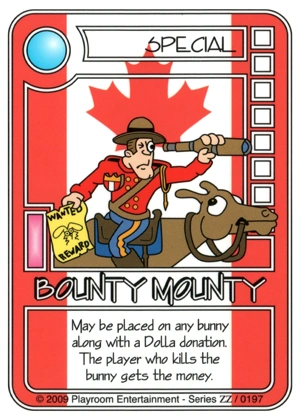 SPECIAL
WANTED
REWARD
BOUNTY MOUNTY
May be placed on any bunny
along with a Dolla donation.
The player who kills the
bunny gets the money.
© 2009 Playroom Entertainment - Series ZZ / 0197